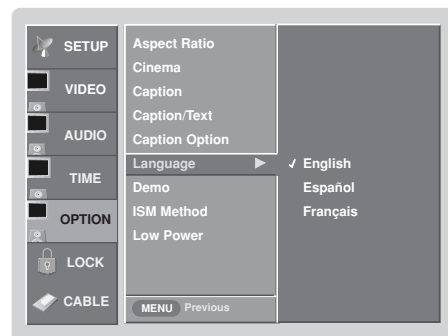 SETUP
VIDEO
AUDIO
TIME
OPTION
LOCK
CABLE
Aspect Ratio
Cinema
Caption
Caption/Text
Caption Option
Language ▶
Demo
ISM Method
Low Power
MENU Previous
✓ English
Español
Français